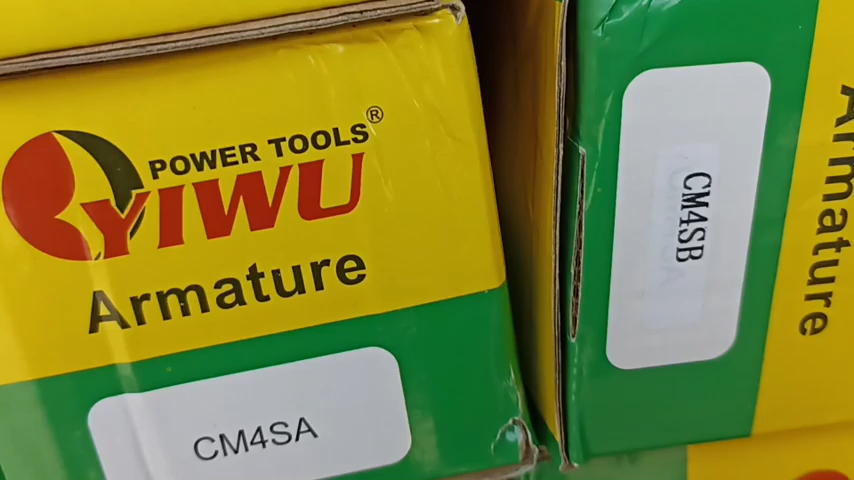 POWER TOOLS®
YIWU
Armature
CM4SA
CM4SB
Armature